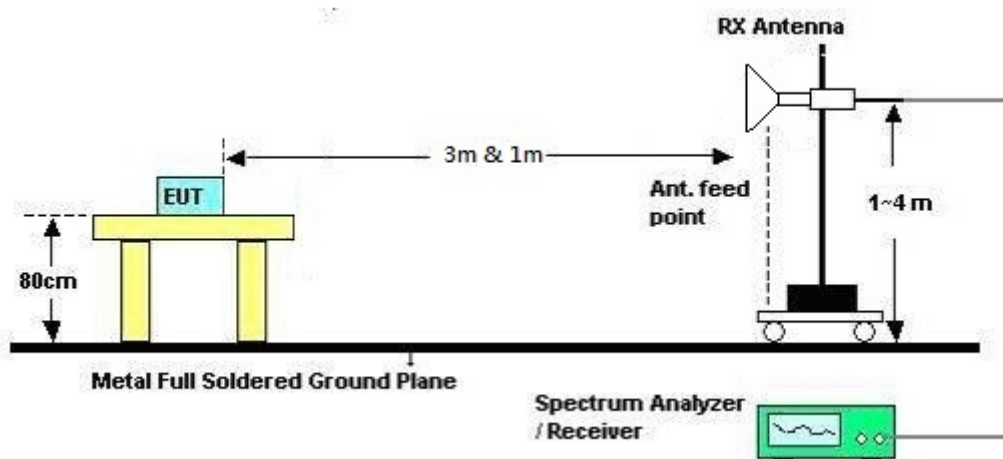 RX Antenna
3m & 1m
EUT
Ant. feed
point
1~4 m
80cm
Metal Full Soldered Ground Plane
Spectrum Analyzer
/ Receiver